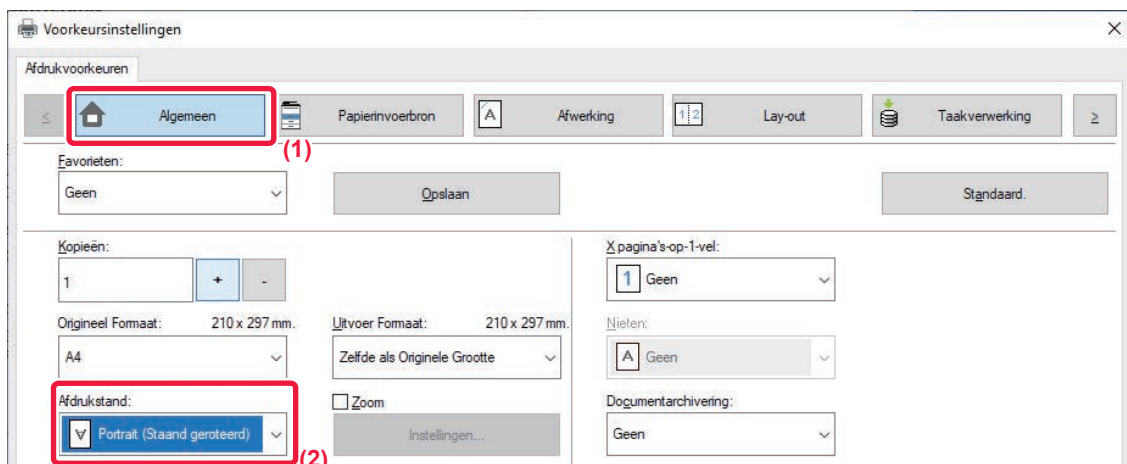 Voorkeursinstellingen
Afdrukvoorkeuren
< Algemeen Papierinvoerbron Afwerking Lay-out Taakverwerking >
(1)
Favorieten:
Geen Opslaan Standaard.
Kopieën: X pagina's-op-1-vel:
1 + - 1 Geen
Origineel Formaat: 210 x 297 mm. Uitvoer Formaat: 210 x 297 mm. Nieten:
A4 Zelfde als Originele Grootte A Geen
Afdrukstand: Zoom Documentarchivering:
Portrait (Staand geroteerd) Instellingen... Geen
(2)